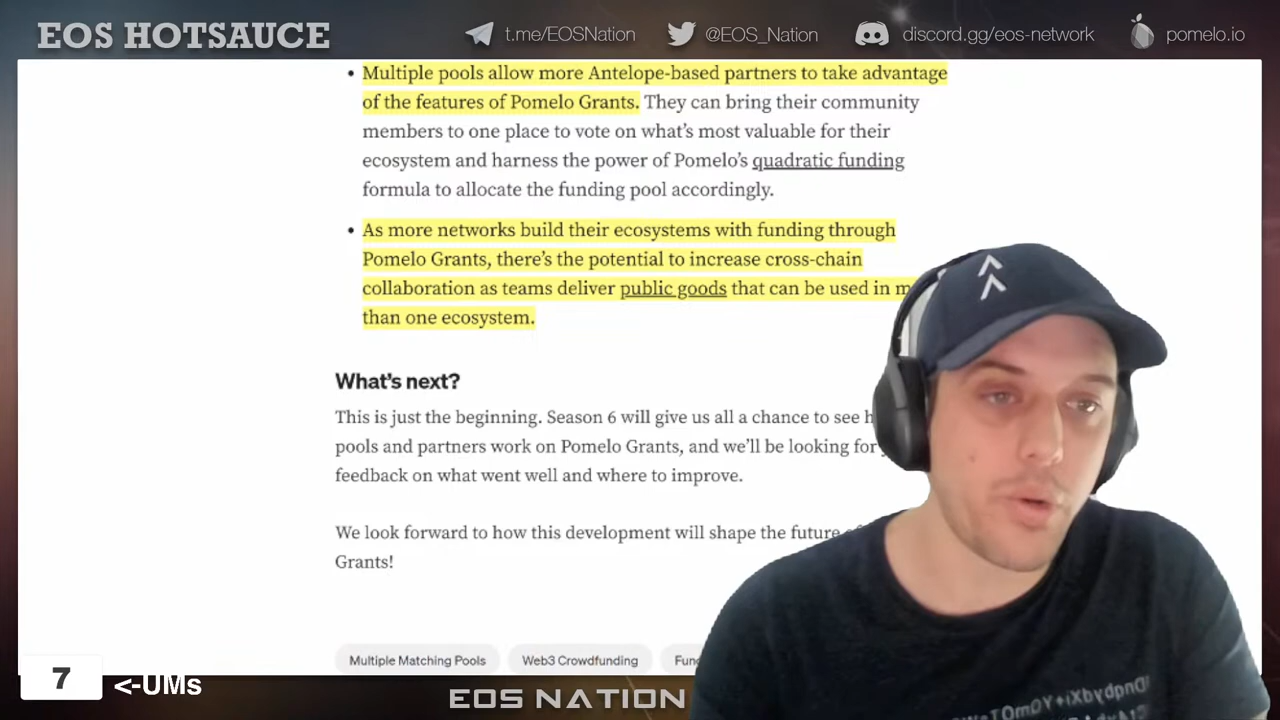 EOS HOTSAUCE
t.me/EOSNation
@EOS_Nation
discord.gg/eos-network
pomelo.io
• Multiple pools allow more Antelope-based partners to take advantage
of the features of Pomelo Grants. They can bring their community
members to one place to vote on what’s most valuable for their
ecosystem and harness the power of Pomelo’s quadratic funding
formula to allocate the funding pool accordingly.
• As more networks build their ecosystems with funding through
Pomelo Grants, there’s the potential to increase cross-chain
collaboration as teams deliver public goods that can be used in
than one ecosystem.
What’s next?
This is just the beginning. Season 6 will give us all a chance to see
pools and partners work on Pomelo Grants, and we’ll be looking for
feedback on what went well and where to improve.
We look forward to how this development will shape the future
Grants!
Multiple Matching Pools
Web3 Crowdfunding
7
<-UMs
EOS NATION